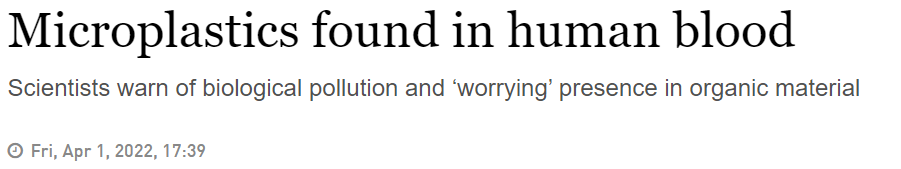 Microplastics found in human blood
Scientists warn of biological pollution and ‘worrying’ presence in organic material
Fri, Apr 1, 2022, 17:39